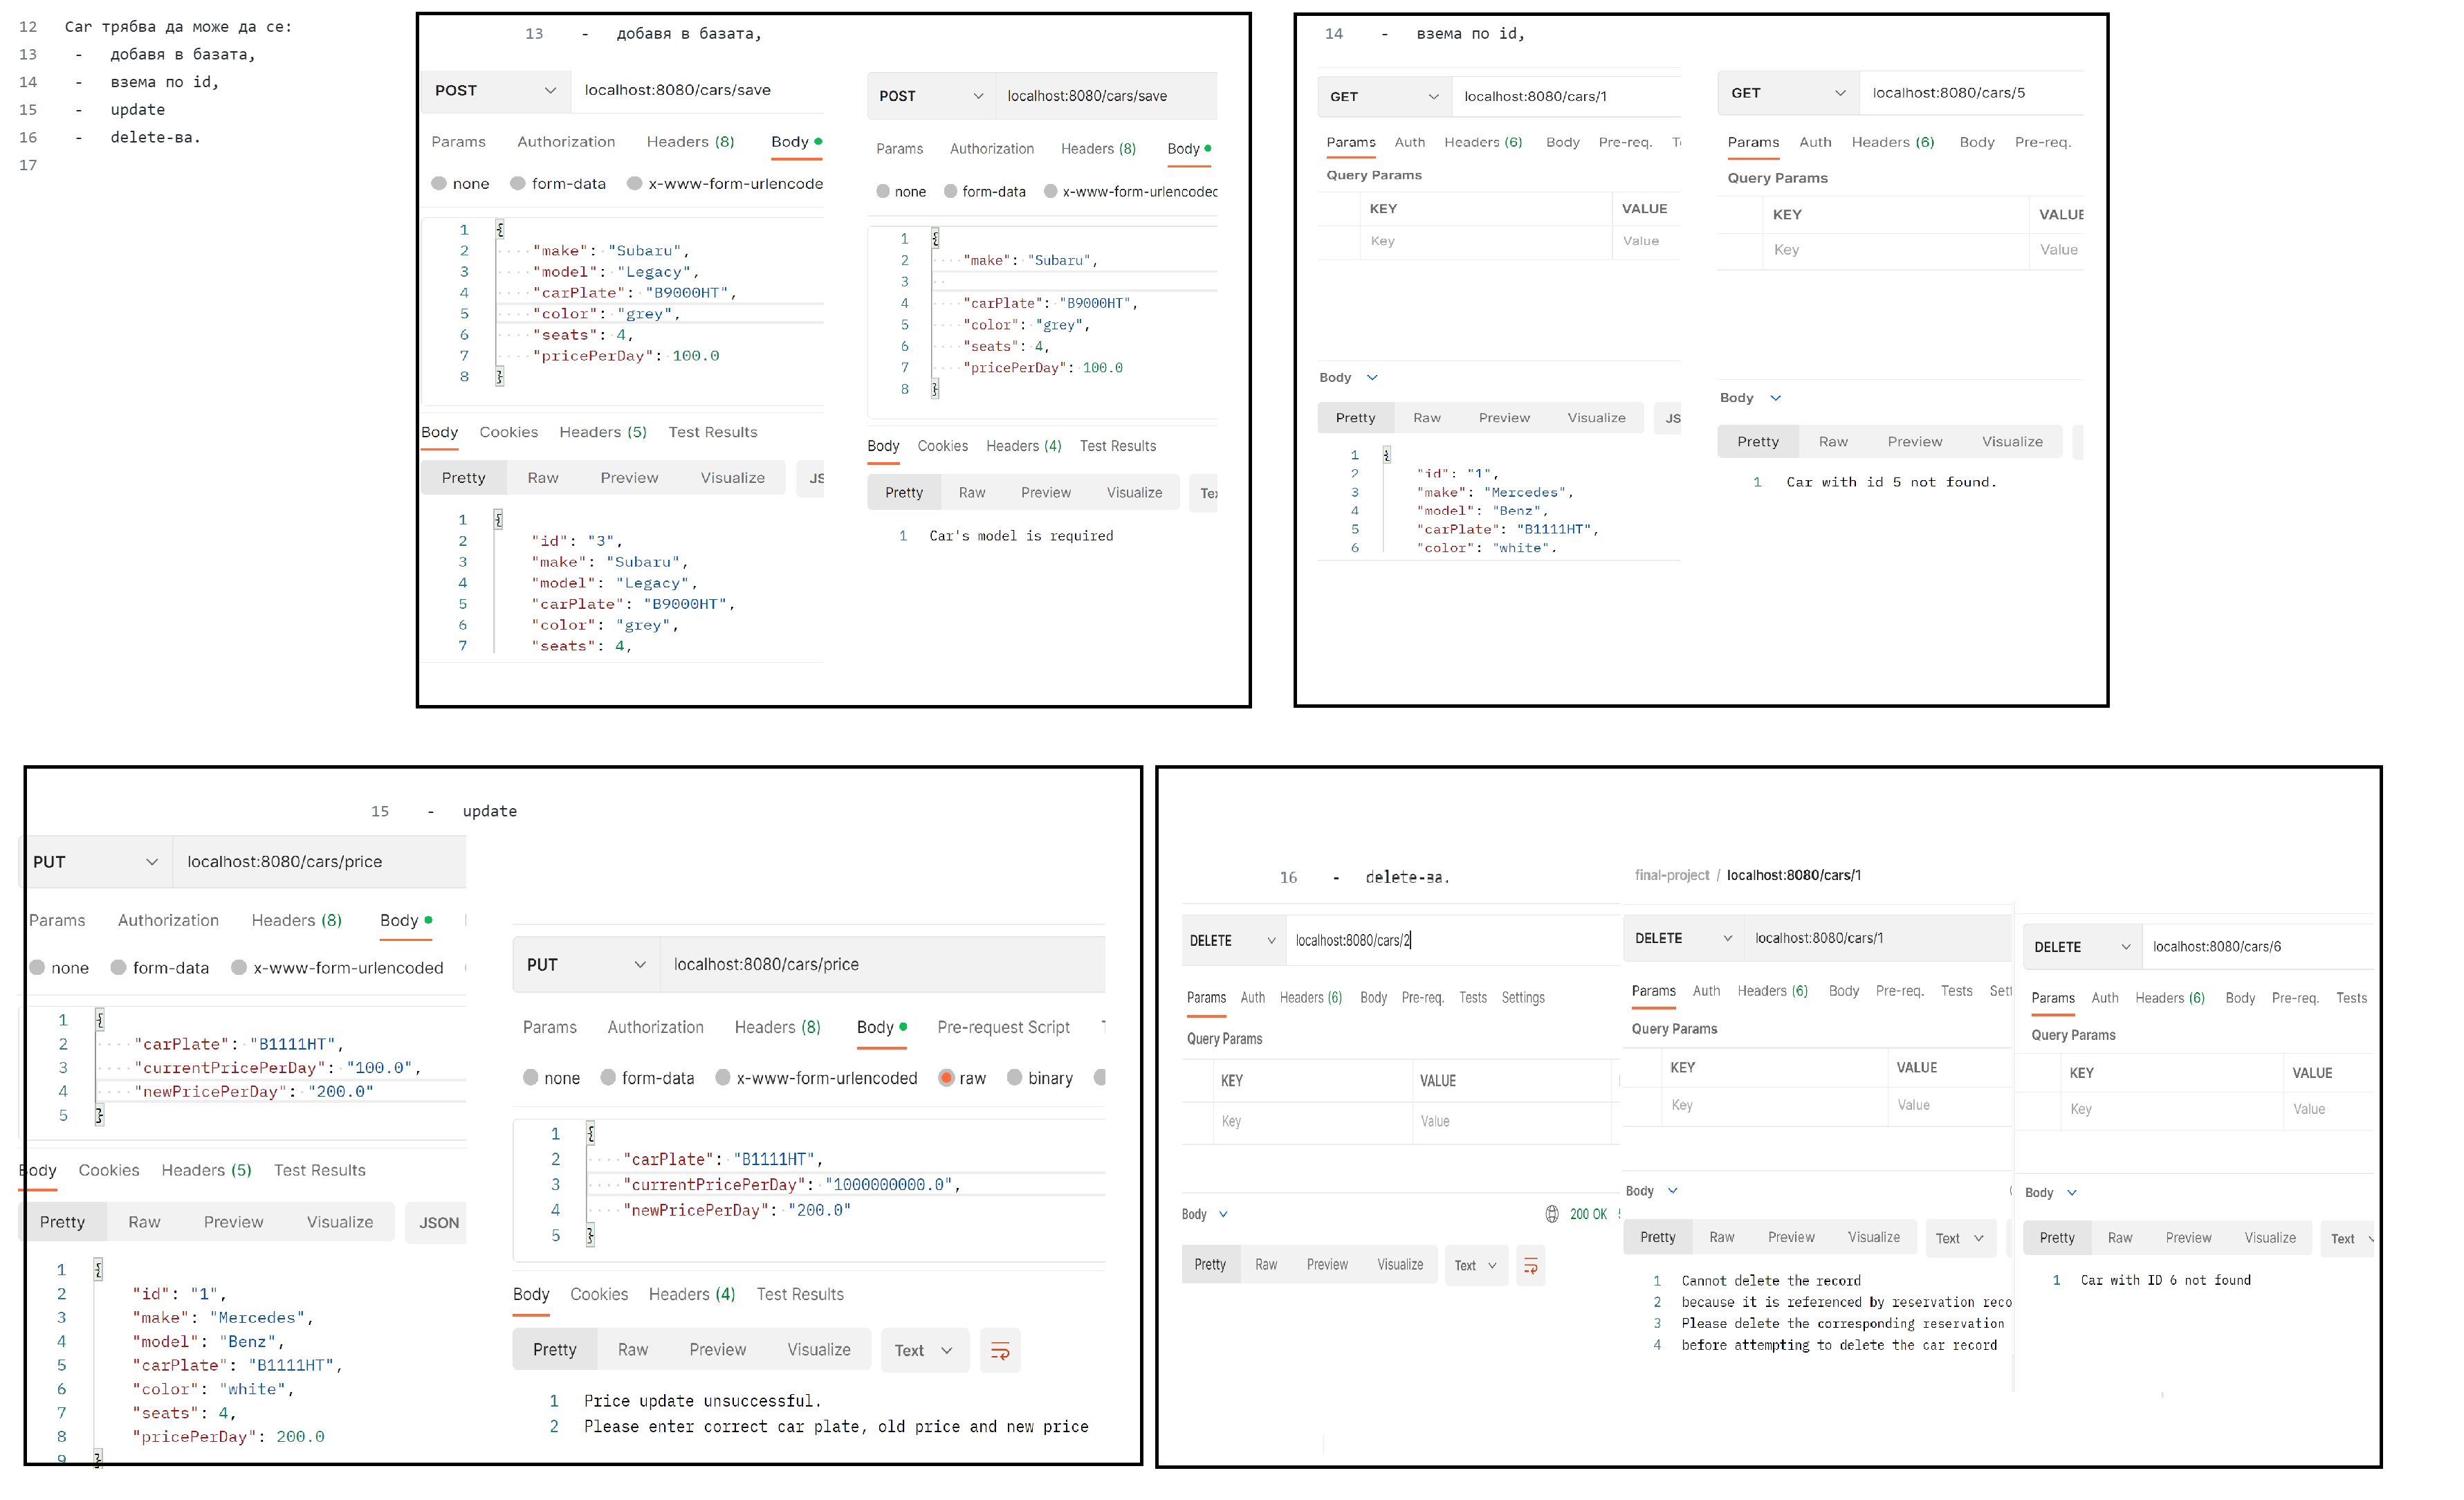 12 Car трябва да може да се:
13 - добавя в базата,
14 - взема по id,
15 - update
16 - delete-ва.
17
13 - добавя в базата,
POST localhost:8080/cars/save
Params Authorization Headers (8) Body
none form-data x-www-form-urlencode
1 {
2 "make": "Subaru",
3 "model": "Legacy",
4 "carPlate": "B9000HT",
5 "color": "grey",
6 "seats": 4,
7 "pricePerDay": 100.0
8 }
Body Cookies Headers (5) Test Results
Pretty Raw Preview Visualize JS
1 {
2 "id": "3",
3 "make": "Subaru",
4 "model": "Legacy",
5 "carPlate": "B9000HT",
6 "color": "grey",
7 "seats": 4,
POST localhost:8080/cars/save
Params Authorization Headers (8) Body
none form-data x-www-form-urlencoded
1 {
2 "make": "Subaru",
3
4 "carPlate": "B9000HT",
5 "color": "grey",
6 "seats": 4,
7 "pricePerDay": 100.0
8 }
Body Cookies Headers (4) Test Results
Pretty Raw Preview Visualize Te
1 Car's model is required
14 - взема по id,
GET localhost:8080/cars/1
Params Auth Headers (6) Body Pre-req. T
Query Params
KEY VALUE
Key Value
Body
Pretty Raw Preview Visualize JS
1 {
2 "id": "1",
3 "make": "Mercedes",
4 "model": "Benz",
5 "carPlate": "B1111HT",
6 "color": "white",
GET localhost:8080/cars/5
Params Auth Headers (6) Body Pre-req.
Query Params
KEY VALUE
Key Value
Body
Pretty Raw Preview Visualize
1 Car with id 5 not found.
15 - update
PUT localhost:8080/cars/price
Params Authorization Headers (8) Body
none form-data x-www-form-urlencoded
1 {
2 "carPlate": "B1111HT",
3 "currentPricePerDay": "100.0",
4 "newPricePerDay": "200.0"
5 }
Body Cookies Headers (5) Test Results
Pretty Raw Preview Visualize JSON
1 {
2 "id": "1",
3 "make": "Mercedes",
4 "model": "Benz",
5 "carPlate": "B1111HT",
6 "color": "white",
7 "seats": 4,
8 "pricePerDay": 200.0
9 }
PUT localhost:8080/cars/price
Params Authorization Headers (8) Body Pre-request Script
none form-data x-www-form-urlencoded raw binary
1 {
2 "carPlate": "B1111HT",
3 "currentPricePerDay": "1000000000.0",
4 "newPricePerDay": "200.0"
5 }
Body Cookies Headers (4) Test Results
Pretty Raw Preview Visualize Text
1 Price update unsuccessful.
2 Please enter correct car plate, old price and new price
16 - delete-ва.
DELETE localhost:8080/cars/2
Params Auth Headers (6) Body Pre-req. Tests Settings
Query Params
KEY VALUE
Key Value
Body 200 OK
Pretty Raw Preview Visualize Text
final-project / localhost:8080/cars/1
DELETE localhost:8080/cars/1
Params Auth Headers (6) Body Pre-req. Tests Sett
Query Params
KEY VALUE
Key Value
Body
Pretty Raw Preview Visualize Text
1 Cannot delete the record
2 because it is referenced by reservation reco
3 Please delete the corresponding reservation
4 before attempting to delete the car record
DELETE localhost:8080/cars/6
Params Auth Headers (6) Body Pre-req. Tests
Query Params
KEY VALUE
Key Value
Body
Pretty Raw Preview Visualize Text
1 Car with ID 6 not found